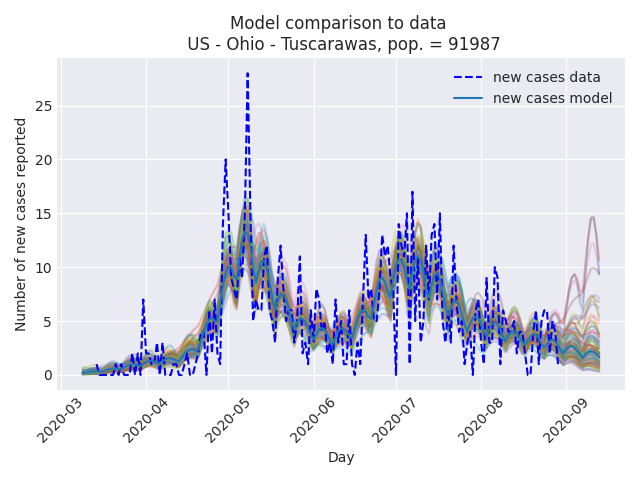 Model comparison to data
US - Ohio - Tuscarawas, pop. = 91987
new cases data
new cases model
Number of new cases reported
25
20
15
10
5
0
2020-03
2020-04
2020-05
2020-06
2020-07
2020-08
2020-09
Day